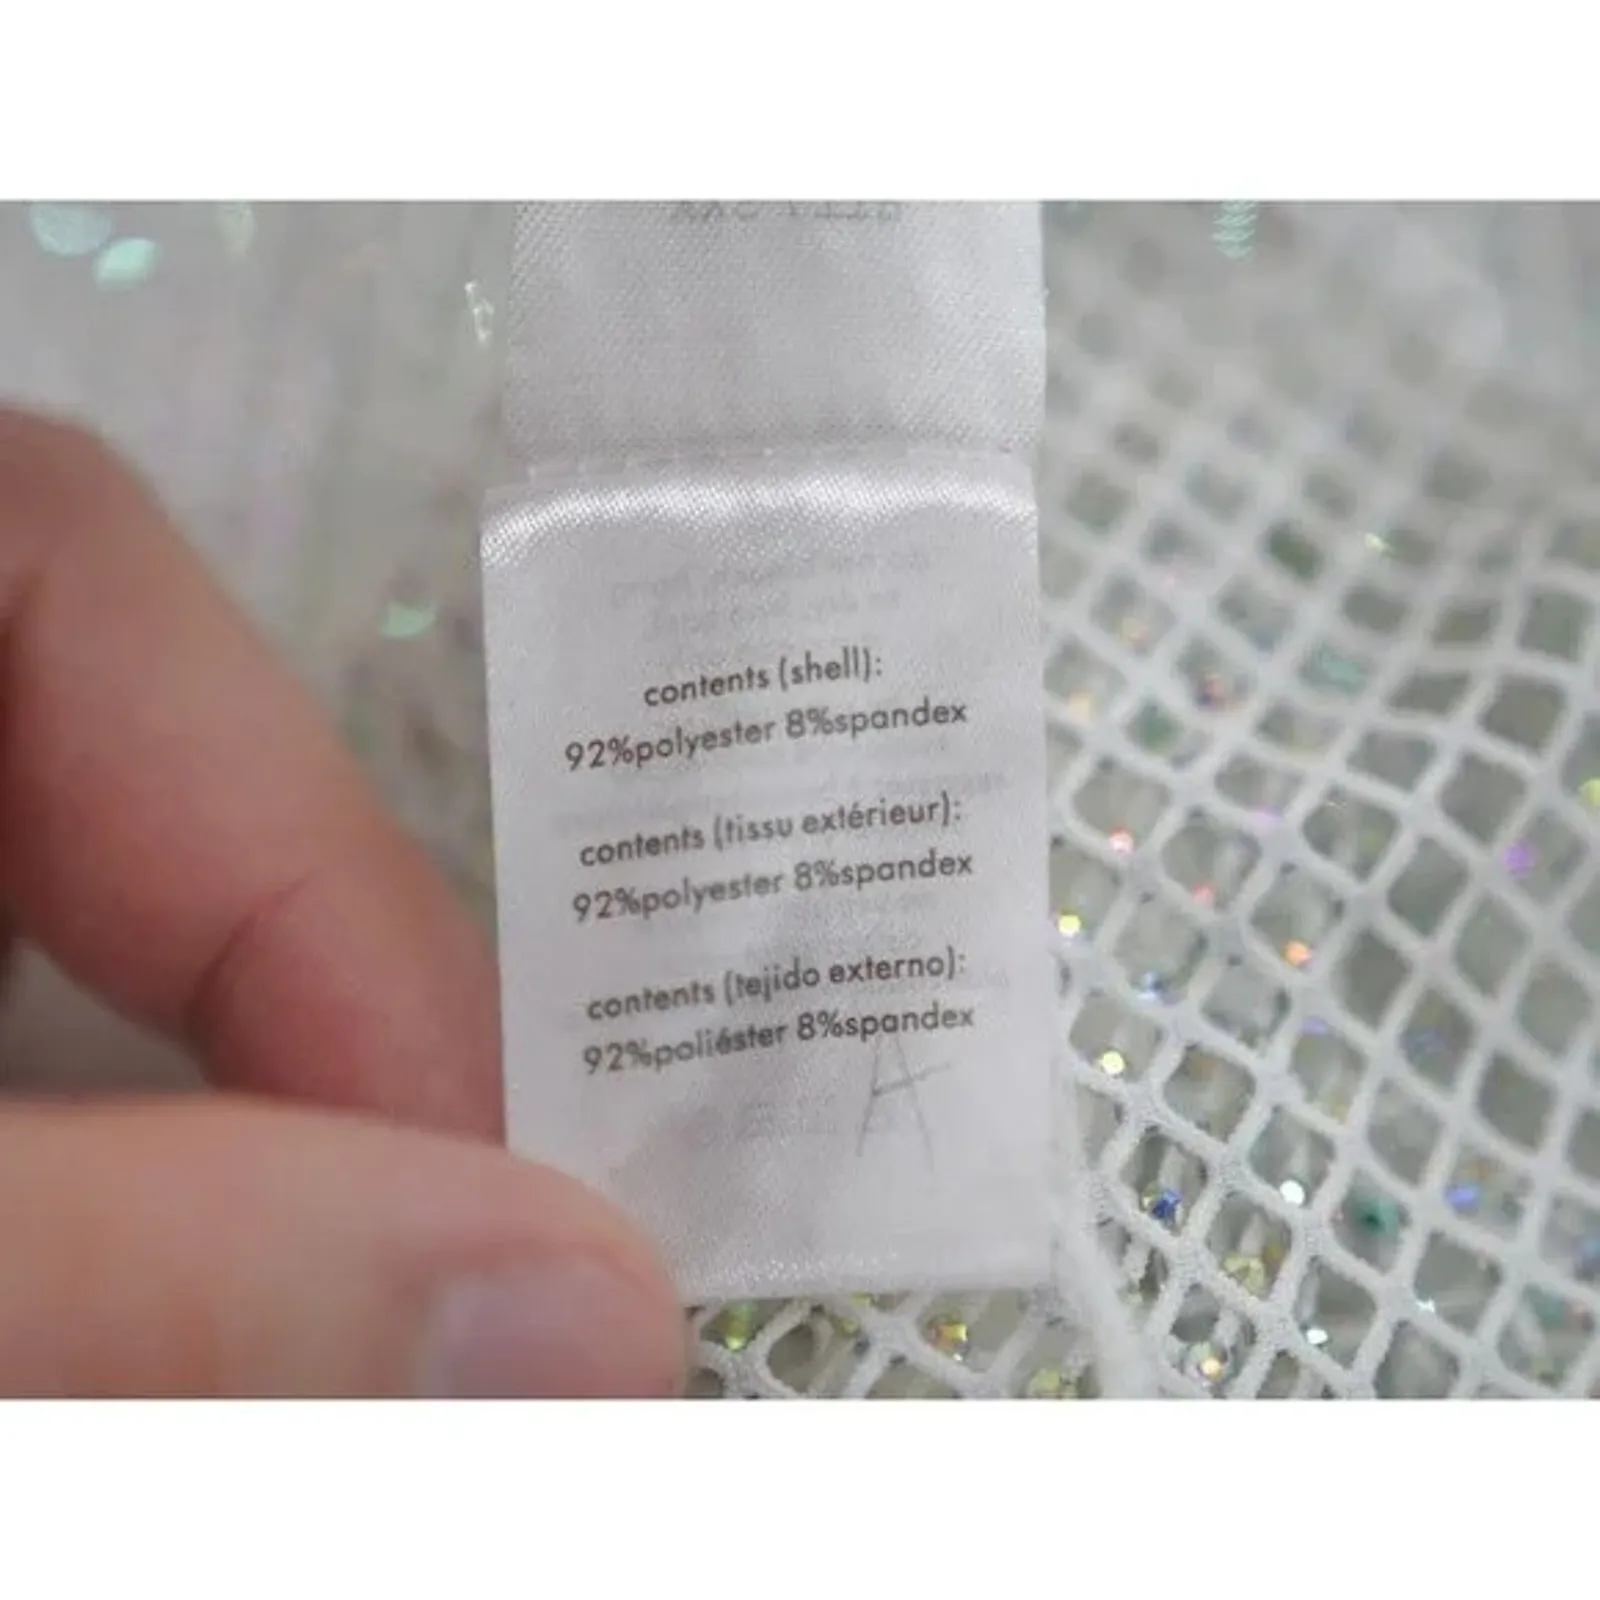 contents (shell):
92%polyester 8%spandex
contents (tissu extérieur):
92%polyester 8%spandex
contents (tejido externo):
92%poliéster 8%spandex
A